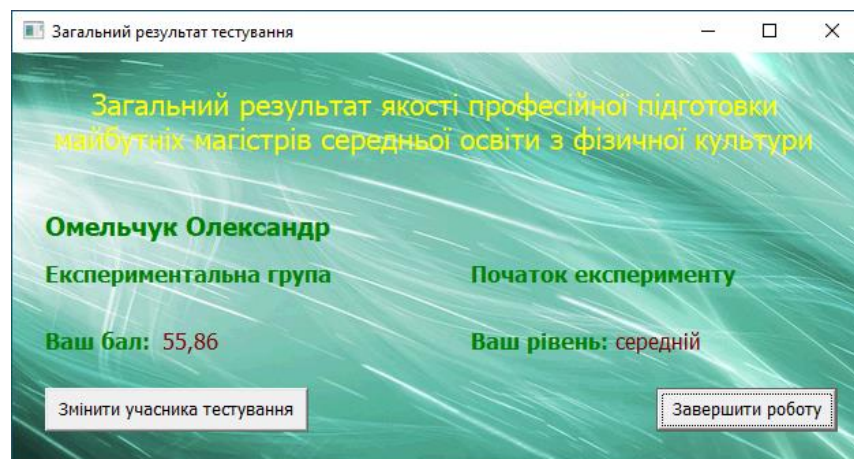 Загальний результат тестування
Загальний результат якості професійної підготовки
майбутніх магістрів середньої освіти з фізичної культури
Омельчук Олександр
Експериментальна група
Початок експерименту
Ваш бал: 55,86
Ваш рівень: середній
Змінити учасника тестування
Завершити роботу